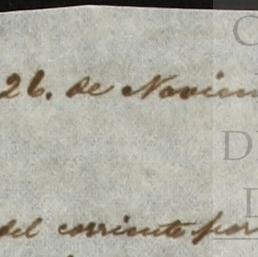 26. de Noviem
del corriente por